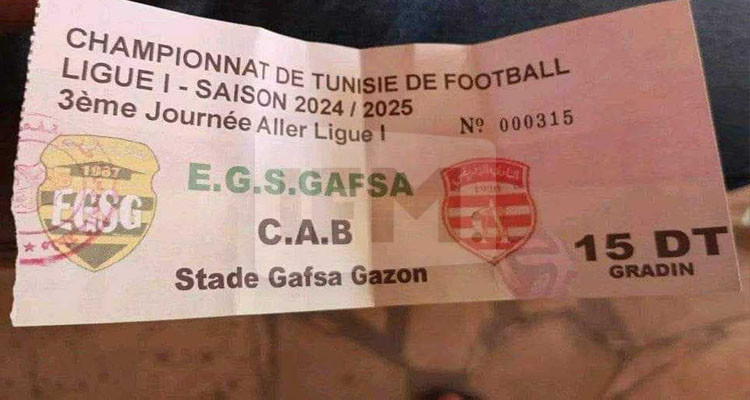 CHAMPIONNAT DE TUNISIE DE FOOTBALL
LIGUE I - SAISON 2024 / 2025
3ème Journée Aller Ligue I
Nº 000315
1967
EGSG
E.G.S.GAFSA
C.A.B
Stade Gafsa Gazon
1920
15 DT
GRADIN